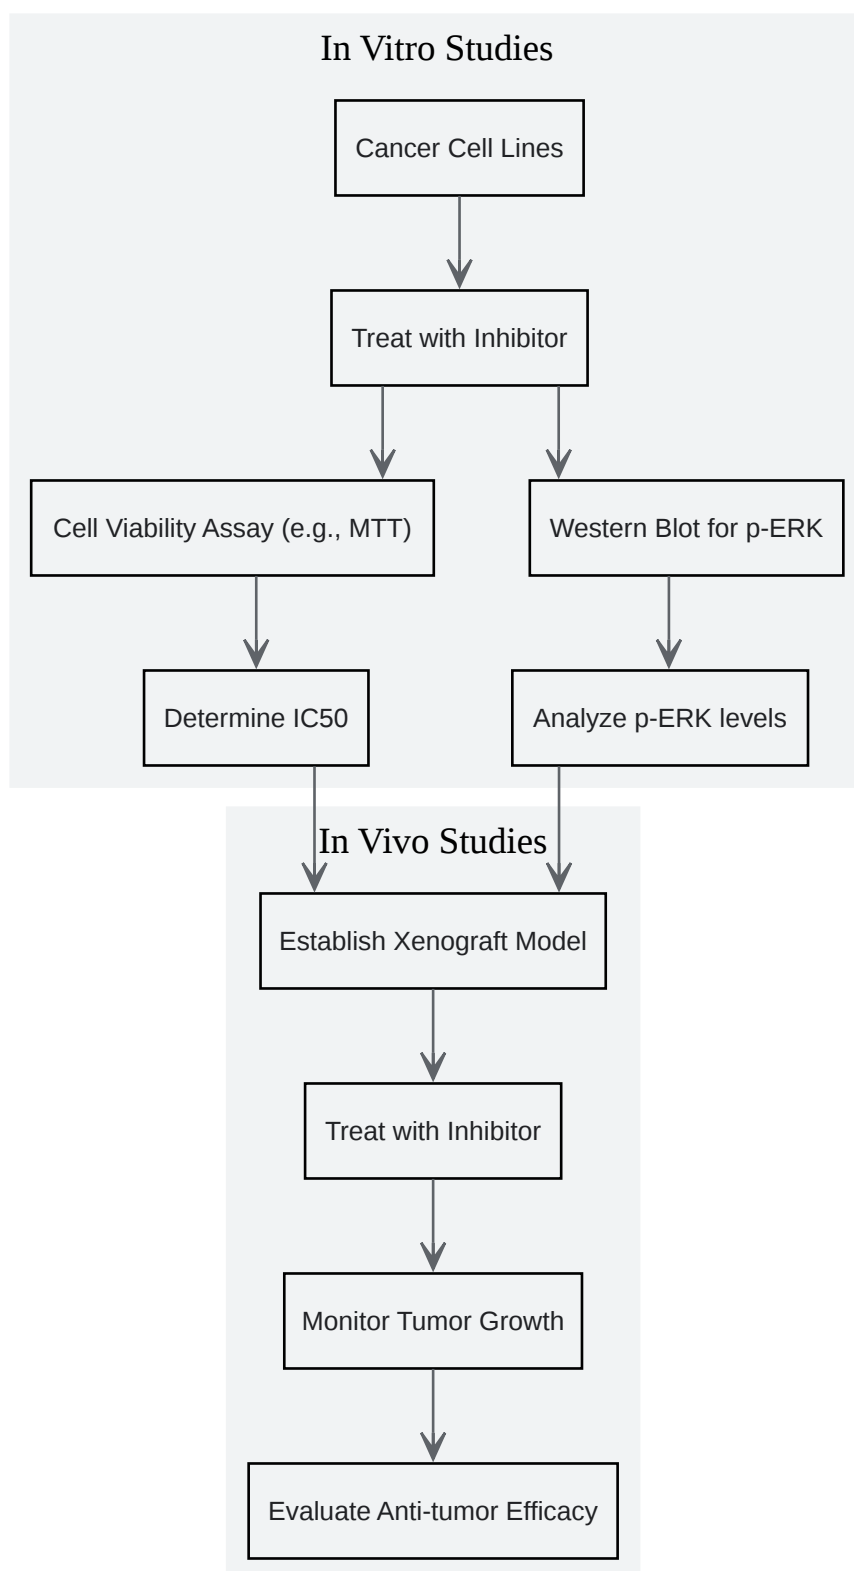 In Vitro Studies
Cancer Cell Lines
Treat with Inhibitor
Cell Viability Assay (e.g., MTT)
Western Blot for p-ERK
Determine IC50
Analyze p-ERK levels
In Vivo Studies
Establish Xenograft Model
Treat with Inhibitor
Monitor Tumor Growth
Evaluate Anti-tumor Efficacy